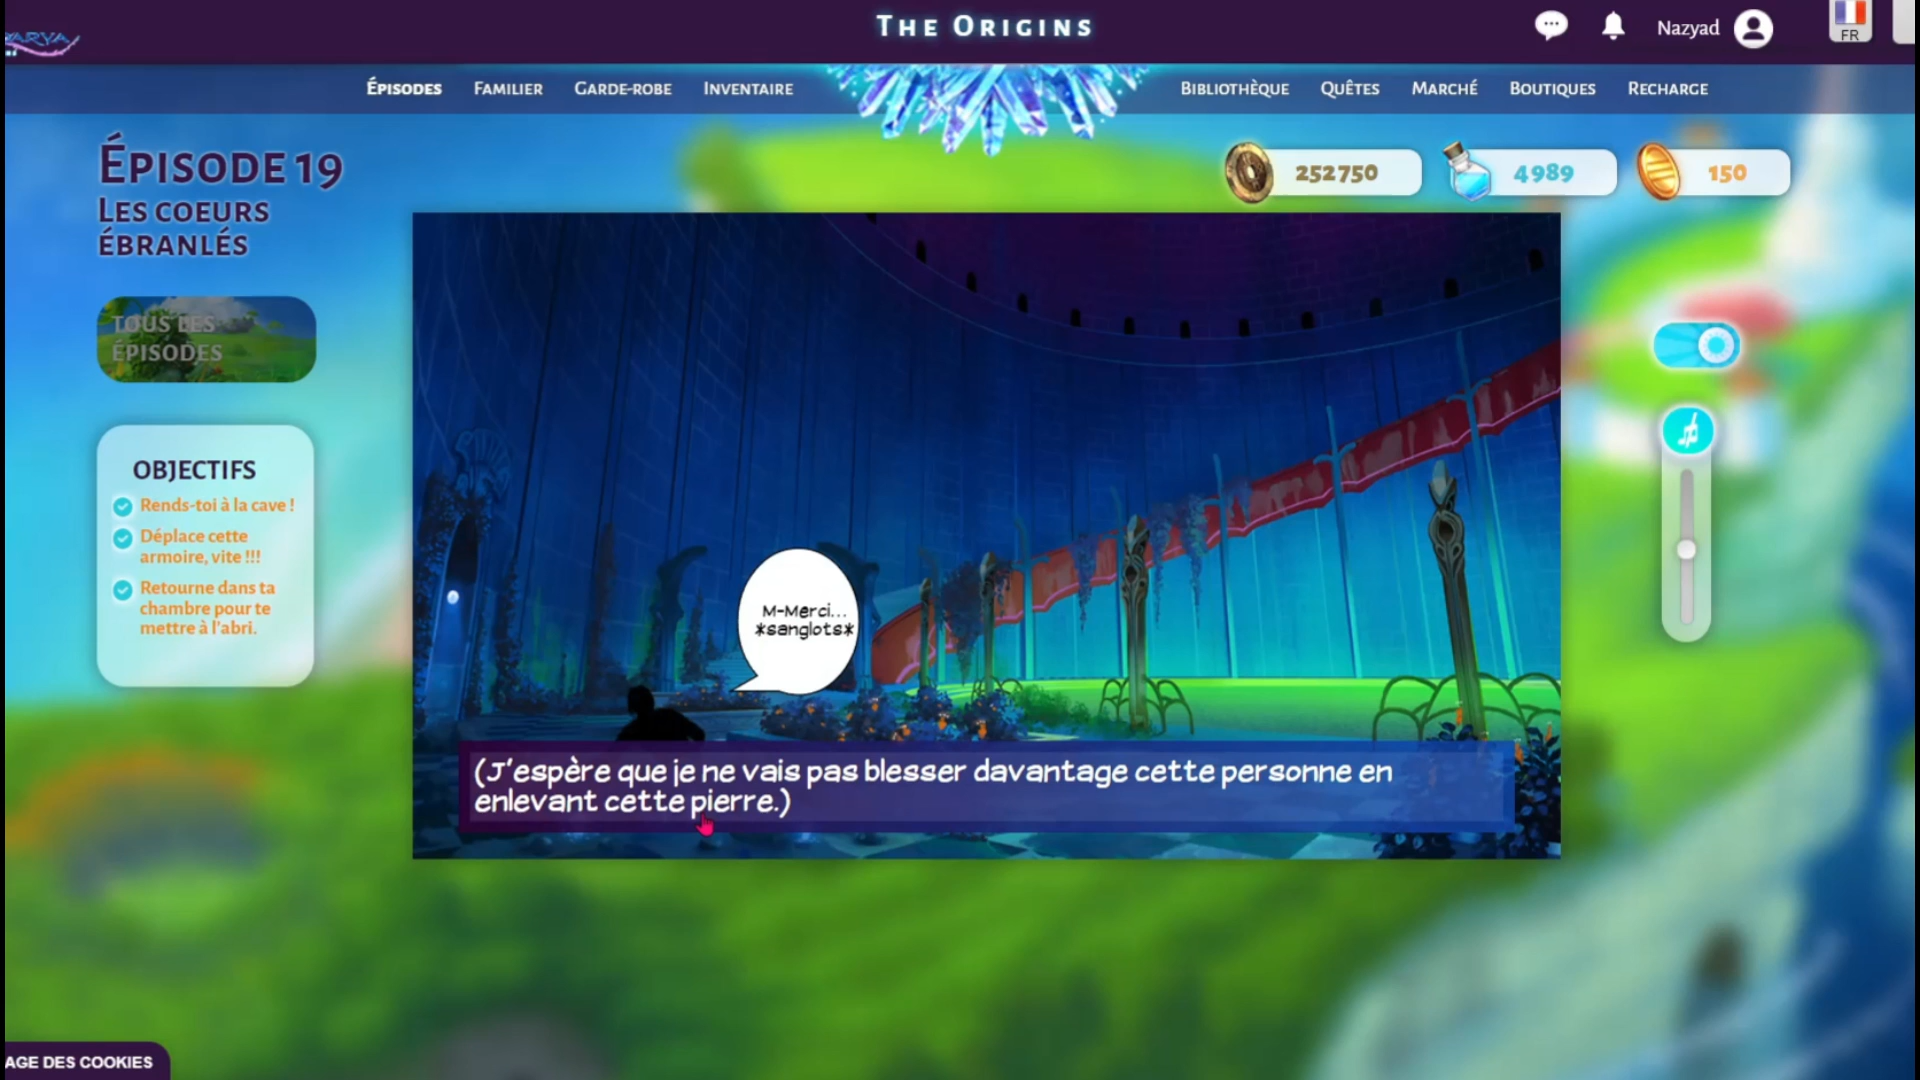 The Origins
Nazyad
FR
Épisodes
Familier
Garde-robe
Inventaire
Bibliothèque
Quêtes
Marché
Boutiques
Recharge
Épisode 19
Les coeurs
ébranlés
252750
4989
150
TOUS LES
ÉPISODES
OBJECTIFS
Rends-toi à la cave !
Déplace cette
armoire, vite !!!
Retourne dans ta
chambre pour te
mettre à l'abri.
M-Merci...
*sanglots*
(J'espère que je ne vais pas blesser davantage cette personne en
enlevant cette pierre.)
AGE DES COOKIES